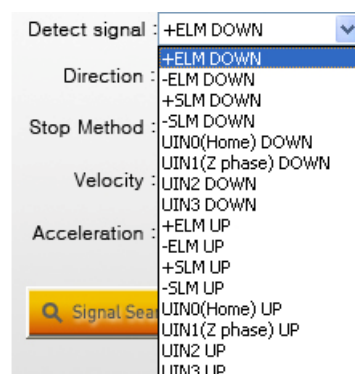 Detect signal : +ELM DOWN
+ELM DOWN
Direction : -ELM DOWN
+SLM DOWN
Stop Method : -SLM DOWN
UIN0(Home) DOWN
UIN1(Z phase) DOWN
Velocity : UIN2 DOWN
UIN3 DOWN
Acceleration : +ELM UP
-ELM UP
+SLM UP
-SLM UP
Signal Sea UIN0(Home) UP
UIN1(Z phase) UP
UIN2 UP
UIN3 UP